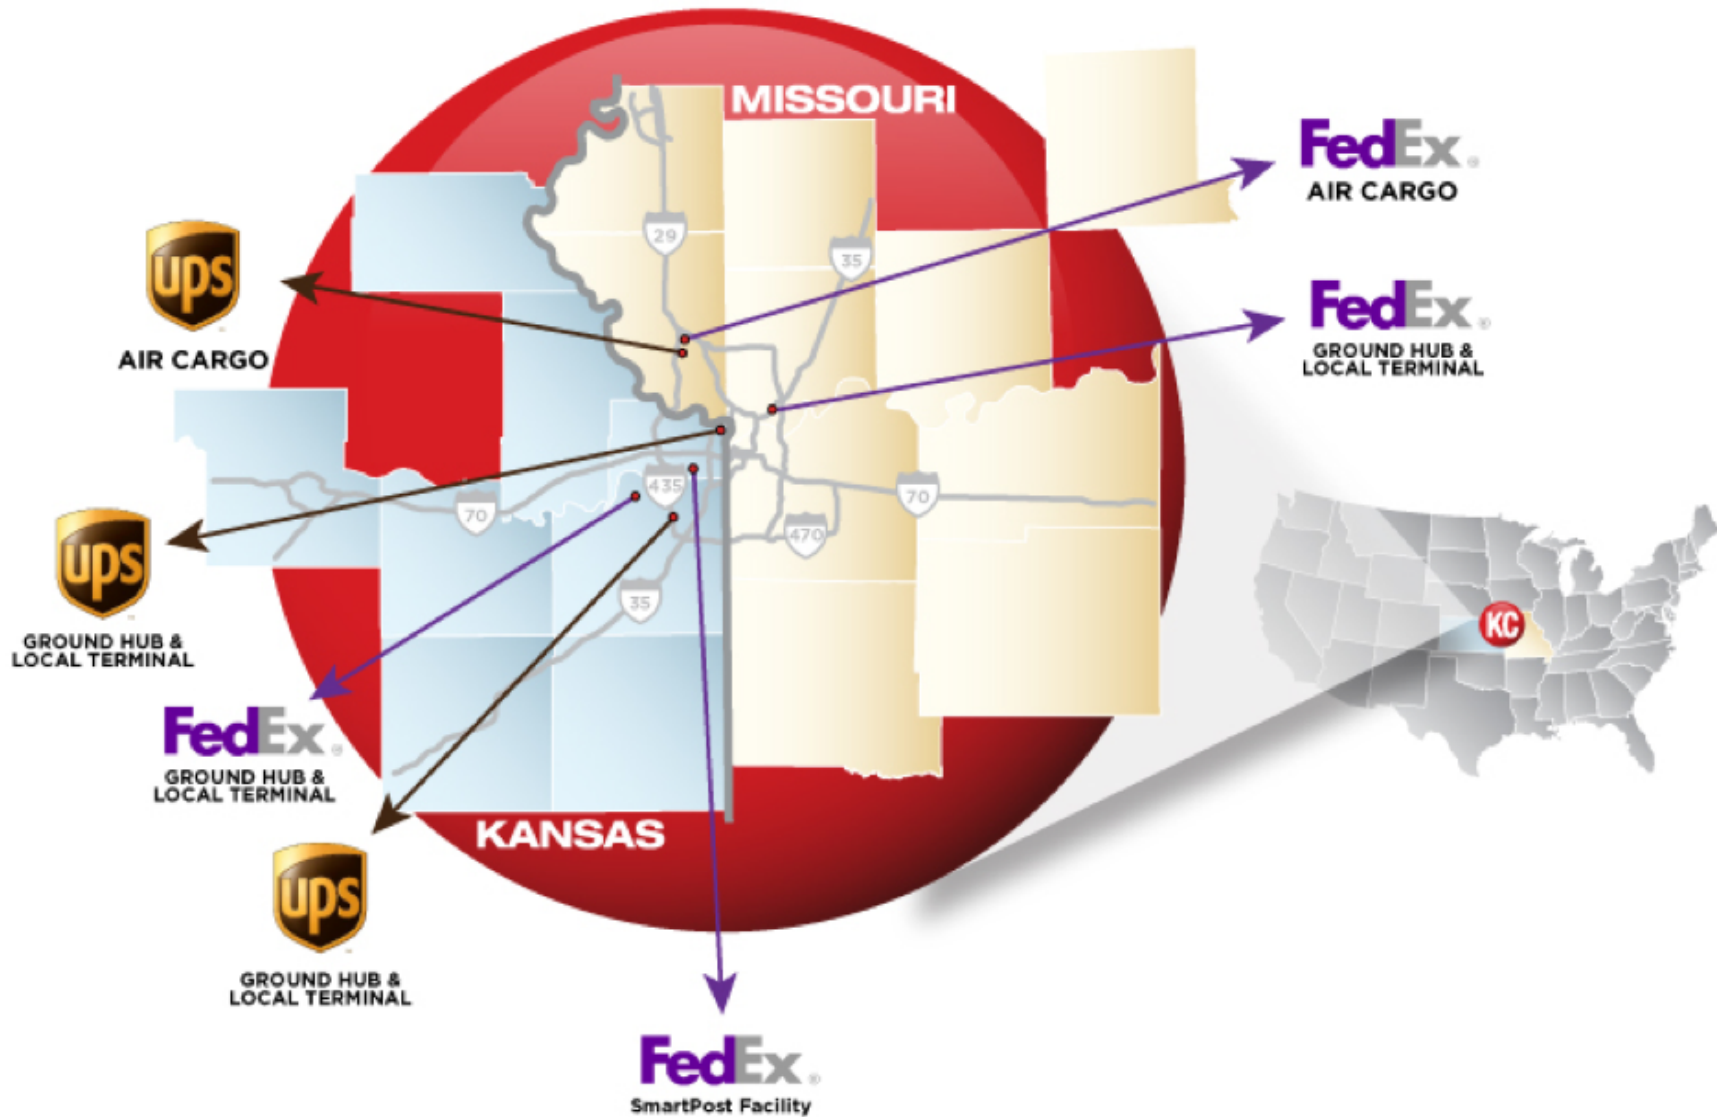 MISSOURI
FedEx®
AIR CARGO
29
35
ups
AIR CARGO
FedEx®
GROUND HUB &
LOCAL TERMINAL
435
70
70
470
ups
GROUND HUB &
LOCAL TERMINAL
35
KC
FedEx®
GROUND HUB &
LOCAL TERMINAL
KANSAS
ups
GROUND HUB &
LOCAL TERMINAL
FedEx®
SmartPost Facility